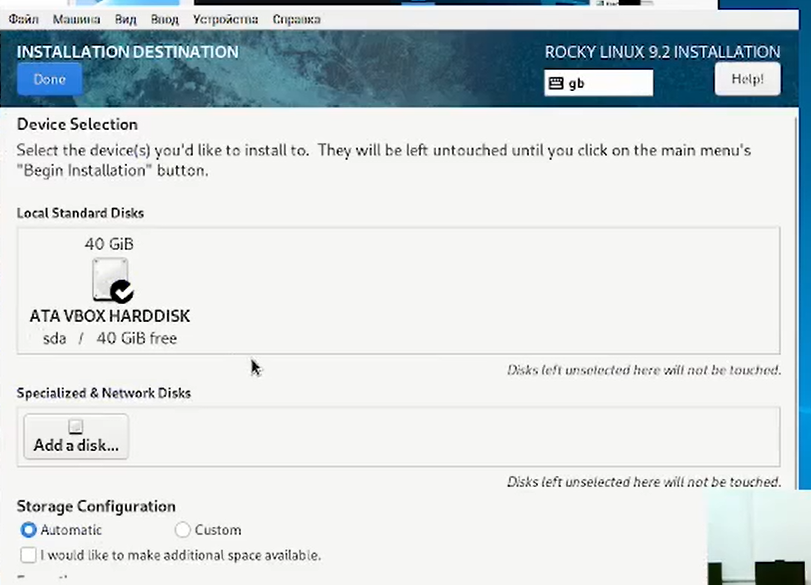 Файл Машина Вид Ввод Устройства Справка
INSTALLATION DESTINATION
ROCKY LINUX 9.2 INSTALLATION
Done
gb
Help!
Device Selection
Select the device(s) you'd like to install to. They will be left untouched until you click on the main menu's
"Begin Installation" button.
Local Standard Disks
40 GiB
ATA VBOX HARDDISK
sda / 40 GiB free
Disks left unselected here will not be touched.
Specialized & Network Disks
Add a disk...
Disks left unselected here will not be touched.
Storage Configuration
Automatic
Custom
I would like to make additional space available.